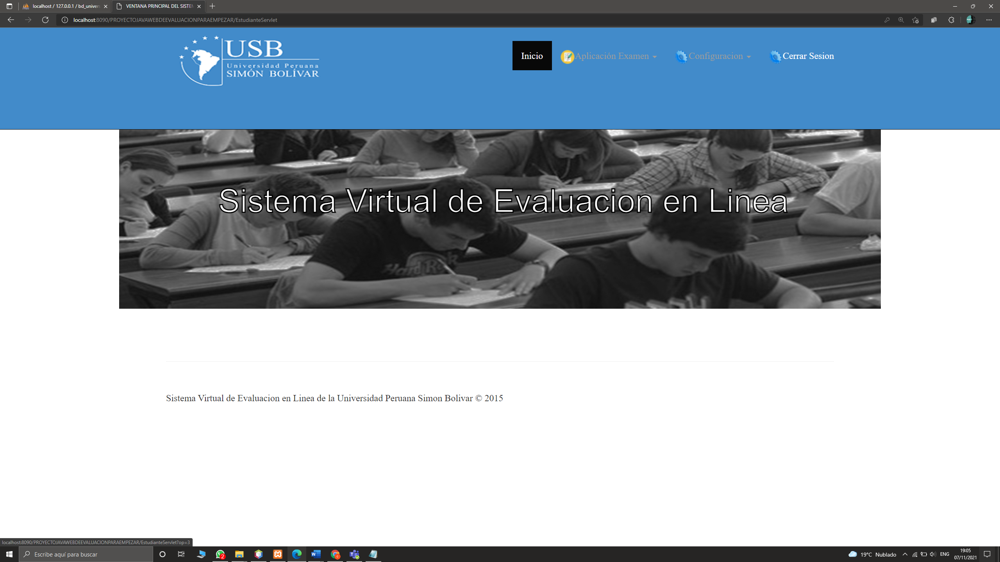 localhost / 127.0.0.1 / bd_univers
VENTANA PRINCIPAL DEL SISTEM
localhost:8090/PROYECTOJAVAWEBDEEVALUACIONPARAEMPEZAR/EstudianteServlet
USB
Universidad Peruana
SIMÓN BOLÍVAR
Inicio
Aplicación Examen
Configuracion
Cerrar Sesion
Sistema Virtual de Evaluacion en Linea
Hard Rock
Sistema Virtual de Evaluacion en Linea de la Universidad Peruana Simon Bolivar © 2015
localhost:8090/PROYECTOJAVAWEBDEEVALUACIONPARAEMPEZAR/EstudianteServlet?op=3
Escribe aquí para buscar
2
19°C Nublado
ENG
19:05
07/11/2021